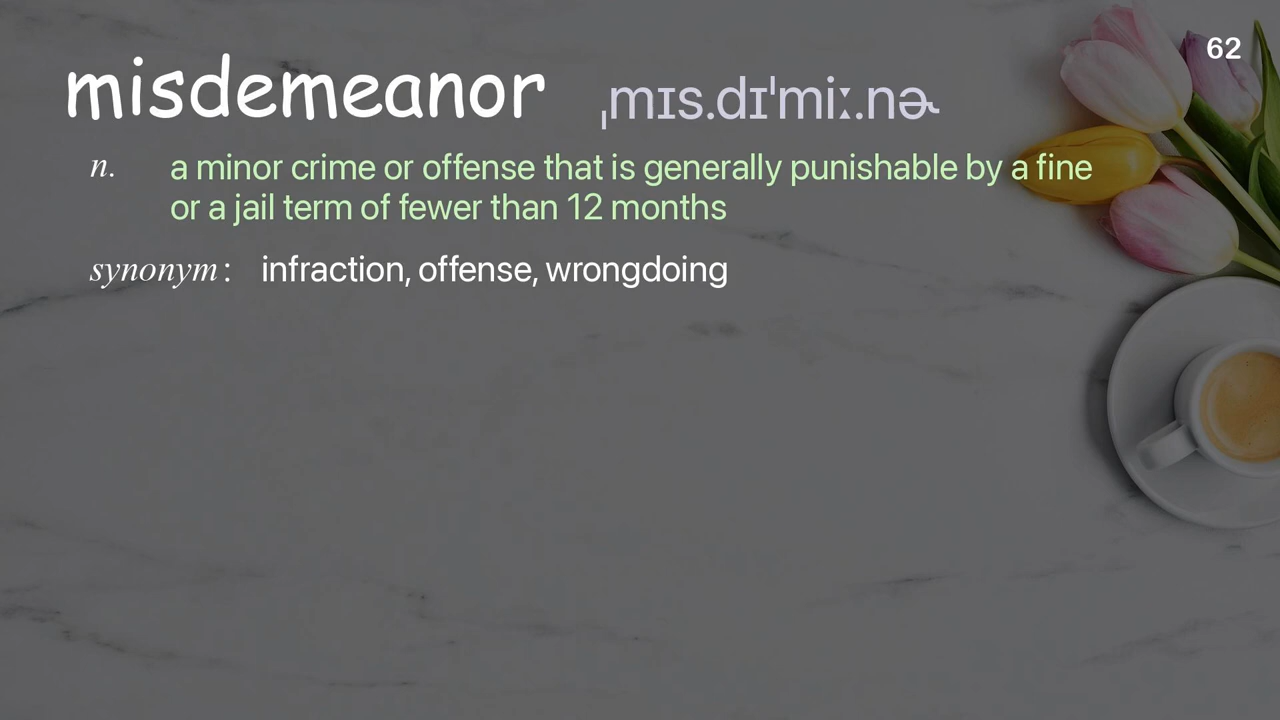 62
misdemeanor ˌmɪs.dɪˈmiː.nɚ
n. a minor crime or offense that is generally punishable by a fine
or a jail term of fewer than 12 months
synonym: infraction, offense, wrongdoing